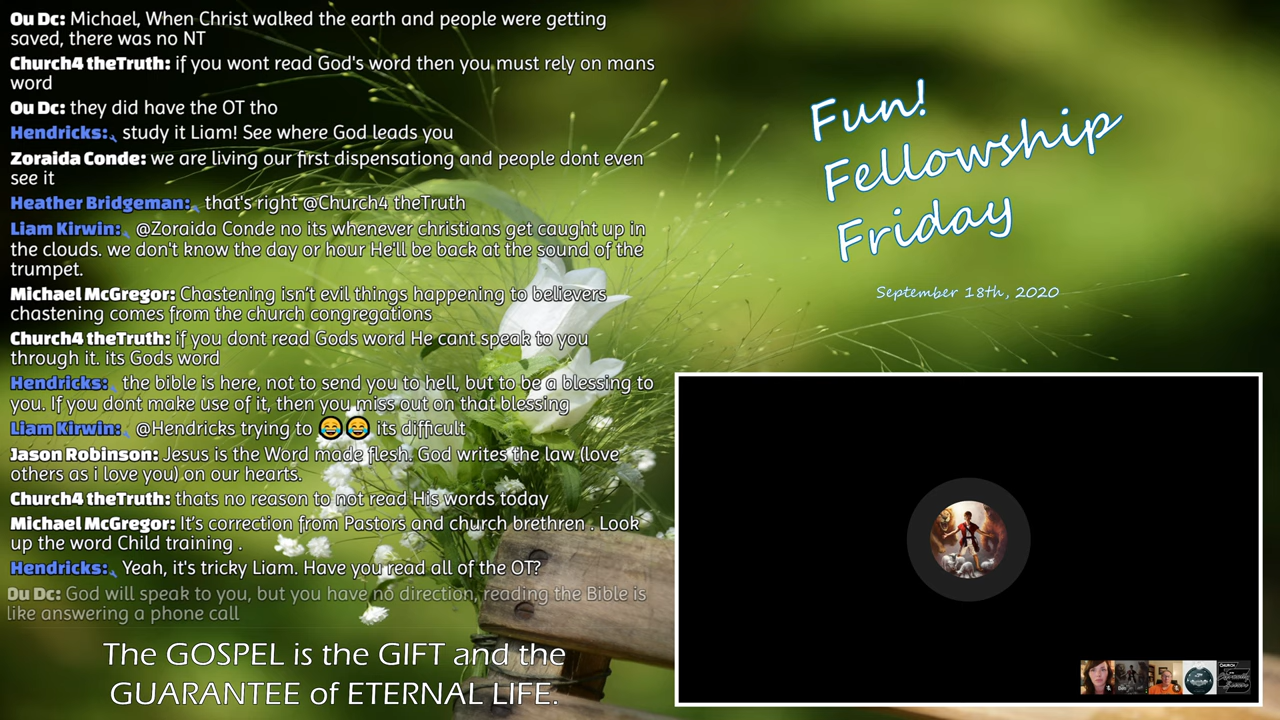 Ou Dc: Michael, When Christ walked the earth and people were getting
saved, there was no NT
Church4 theTruth: if you wont read God's word then you must rely on mans
word
Ou Dc: they did have the OT tho
Hendricks: study it Liam! See where God leads you
Zoraida Conde: we are living our first dispensationg and people dont even
see it
Heather Bridgeman: that's right @Church4 theTruth
Liam Kirwin: @Zoraida Conde no its whenever christians get caught up in
the clouds. we don't know the day or hour He'll be back at the sound of the
trumpet.
Michael McGregor: Chastening isn't evil things happening to believers
chastening comes from the church congregations
Church4 theTruth: if you dont read Gods word He cant speak to you
through it. its Gods word
Hendricks: the bible is here, not to send you to hell, but to be a blessing to
you. If you dont make use of it, then you miss out on that blessing
Liam Kirwin: @Hendricks trying to 😂😂 its difficult
Jason Robinson: Jesus is the Word made flesh. God writes the law (love
others as i love you) on our hearts.
Church4 theTruth: thats no reason to not read His words today
Michael McGregor: It's correction from Pastors and church brethren . Look
up the word Child training .
Hendricks: Yeah, it's tricky Liam. Have you read all of the OT?
Ou Dc: God will speak to you, but you have no direction, reading the Bible is
like answering a phone call
The GOSPEL is the GIFT and the
GUARANTEE of ETERNAL LIFE.
Fun!
Fellowship
Friday
September 18th, 2020